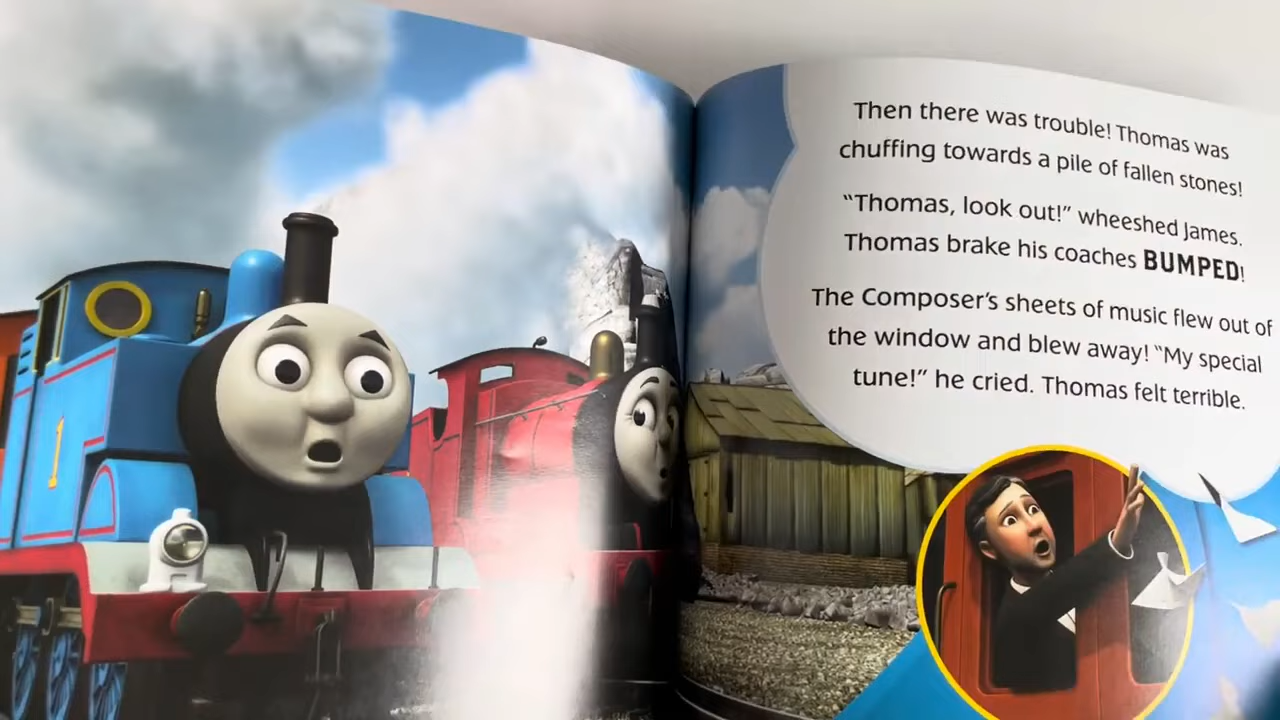 1
Then there was trouble! Thomas was
chuffing towards a pile of fallen stones!
“Thomas, look out!” wheeshed James.
Thomas brake his coaches BUMPED!
The Composer’s sheets of music flew out of
the window and blew away! “My special
tune!” he cried. Thomas felt terrible.